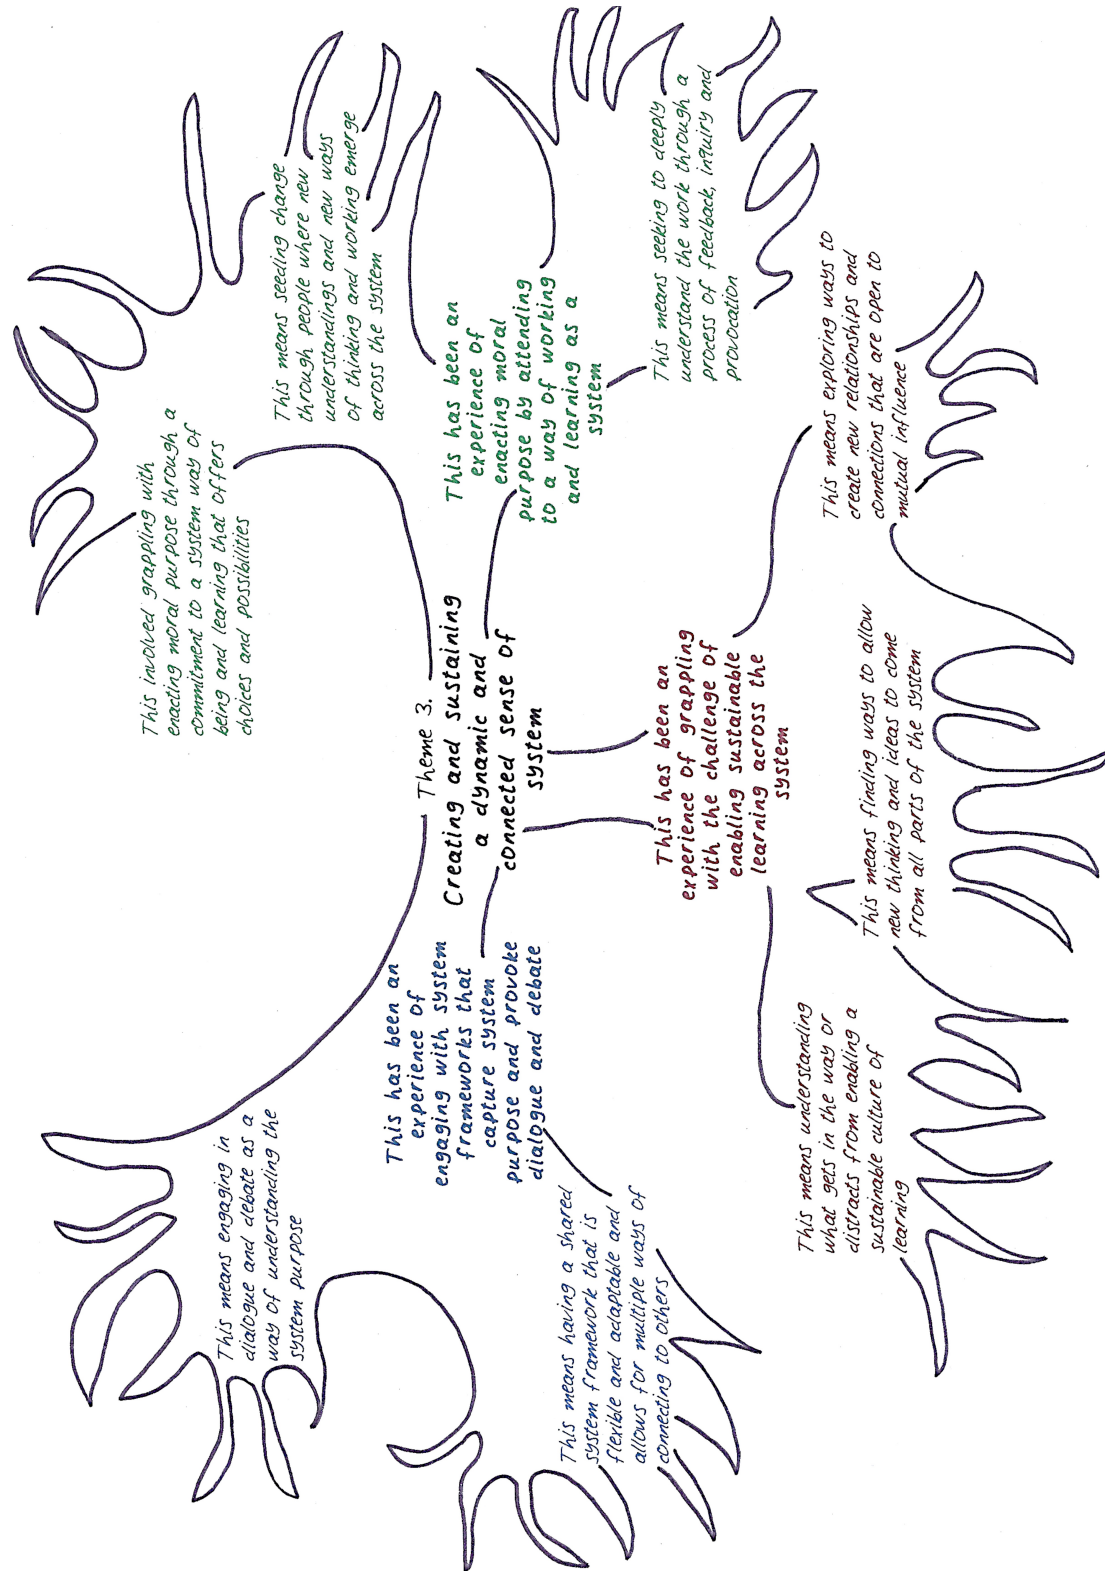 Theme 3.
Creating and sustaining
a dynamic and
connected sense of
system
This has been an
experience of
engaging with system
frameworks that
capture system
purpose and provoke
dialogue and debate
This means engaging in
dialogue and debate as a
way of understanding the
system purpose
This means having a shared
system framework that is
flexible and adaptable and
allows for multiple ways of
connecting to others
This has been an
experience of
enacting moral
purpose by attending
to a way of working
and learning as a
system
This involved grappling with
enacting moral purpose through a
commitment to a system way of
being and learning that offers
choices and possibilities
This means seeding change
through people where new
understandings and new ways
of thinking and working emerge
across the system
This means seeking to deeply
understand the work through a
process of feedback, inquiry and
provocation
This has been an
experience of grappling
with the challenge of
enabling sustainable
learning across the
system
This means understanding
what gets in the way or
distracts from enabling a
sustainable culture of
learning
This means finding ways to allow
new thinking and ideas to come
from all parts of the system
This means exploring ways to
create new relationships and
connections that are open to
mutual influence